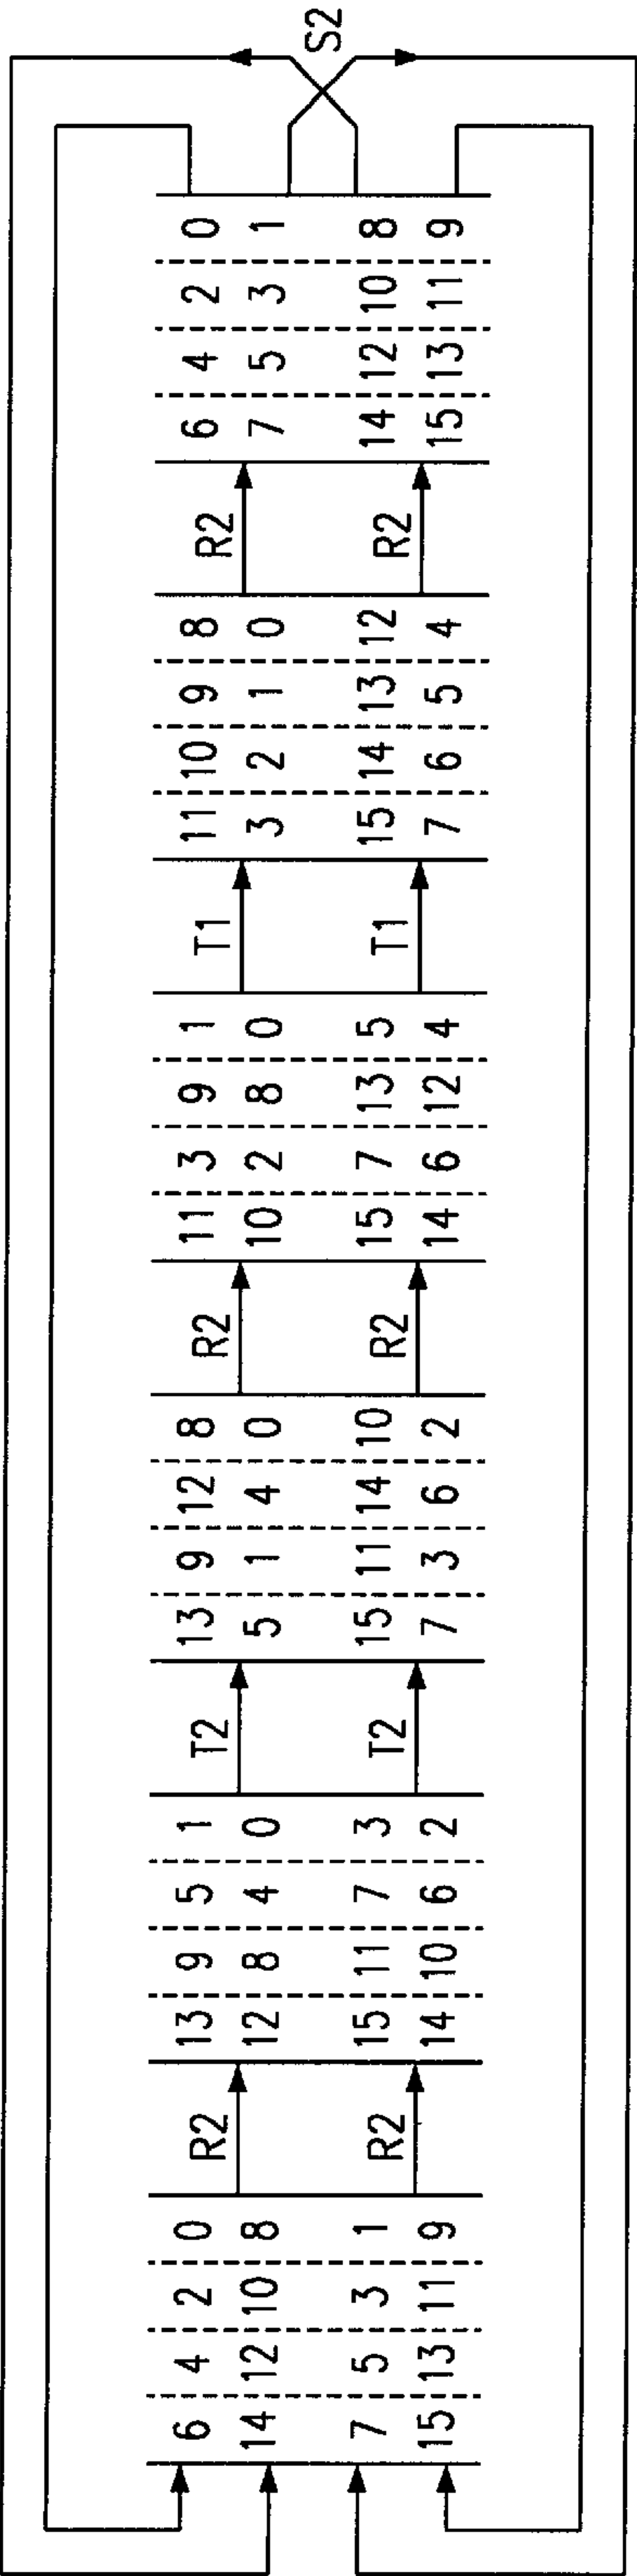 6 4 2 0 R2 13 9 5 1 T2 13 9 12 8 R2 11 3 9 1 T1 11 10 9 8 R2 6 4 2 0
14 12 10 8 12 8 4 0 5 1 4 0 10 2 8 0 3 2 1 0 7 5 3 1
S2
7 5 3 1 R2 15 11 7 3 T2 15 11 14 10 R2 15 7 13 5 T1 15 14 13 12 R2 14 12 10 8
15 13 11 9 14 10 6 2 7 3 6 2 14 6 12 4 7 6 5 4 15 13 11 9